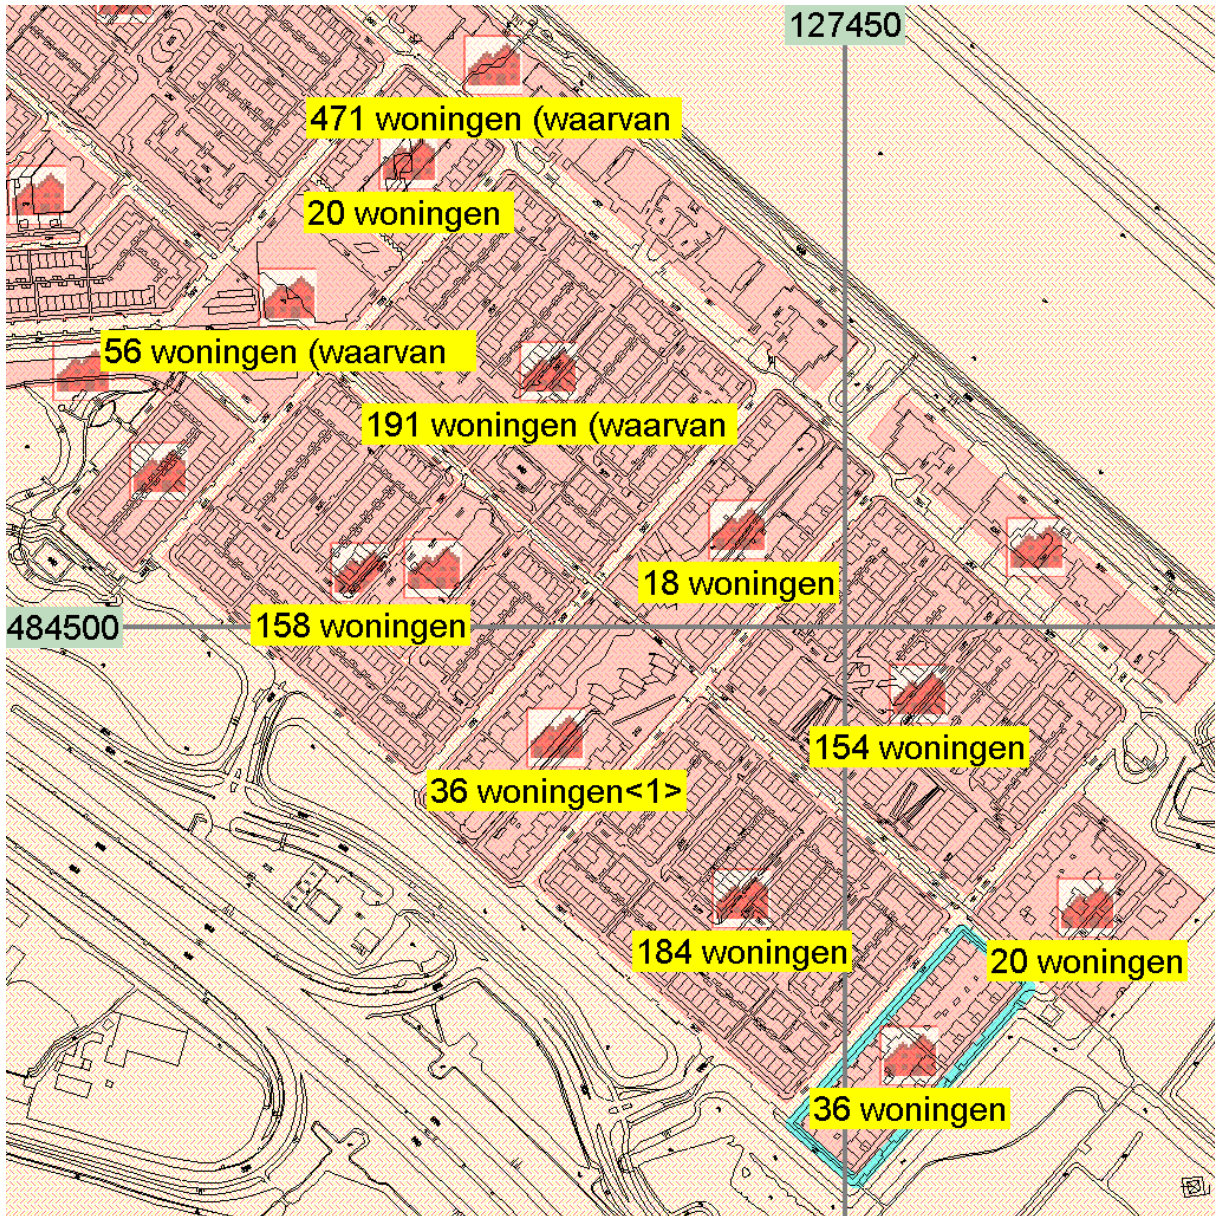 127450
471 woningen (waarvan
20 woningen
56 woningen (waarvan
191 woningen (waarvan
18 woningen
484500
158 woningen
154 woningen
36 woningen<1>
184 woningen
20 woningen
36 woningen